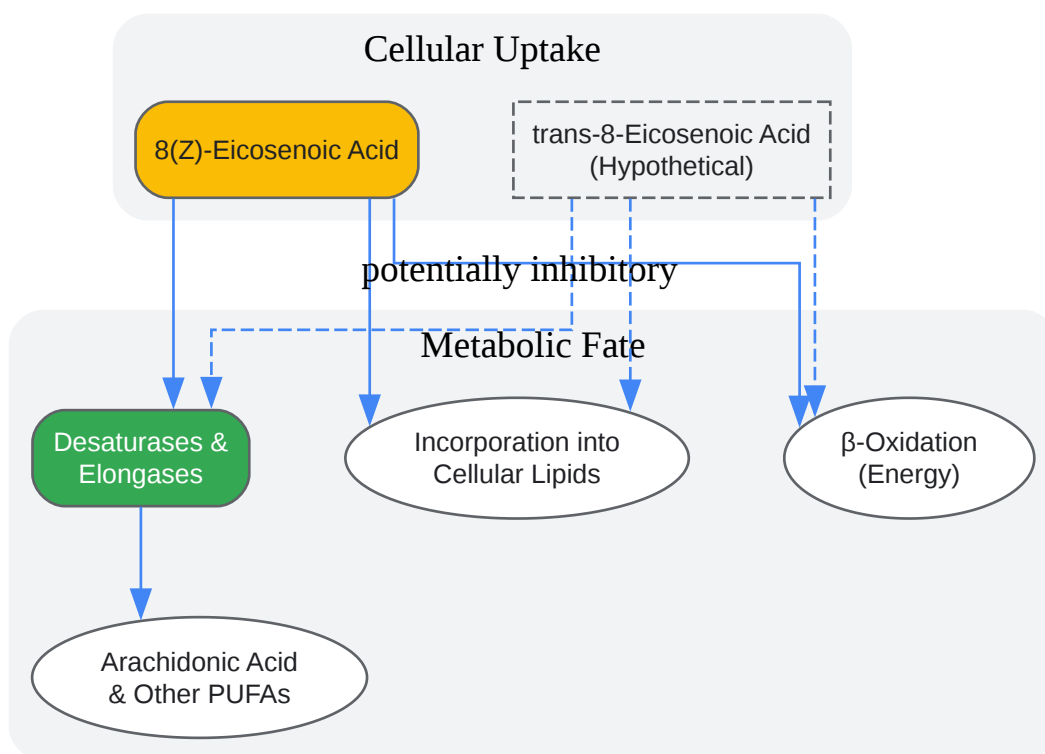 Cellular Uptake
8(Z)-Eicosenoic Acid
trans-8-Eicosenoic Acid
(Hypothetical)
potentially inhibitory
Metabolic Fate
Desaturases &
Elongases
Incorporation into
Cellular Lipids
β-Oxidation
(Energy)
Arachidonic Acid
& Other PUFAs